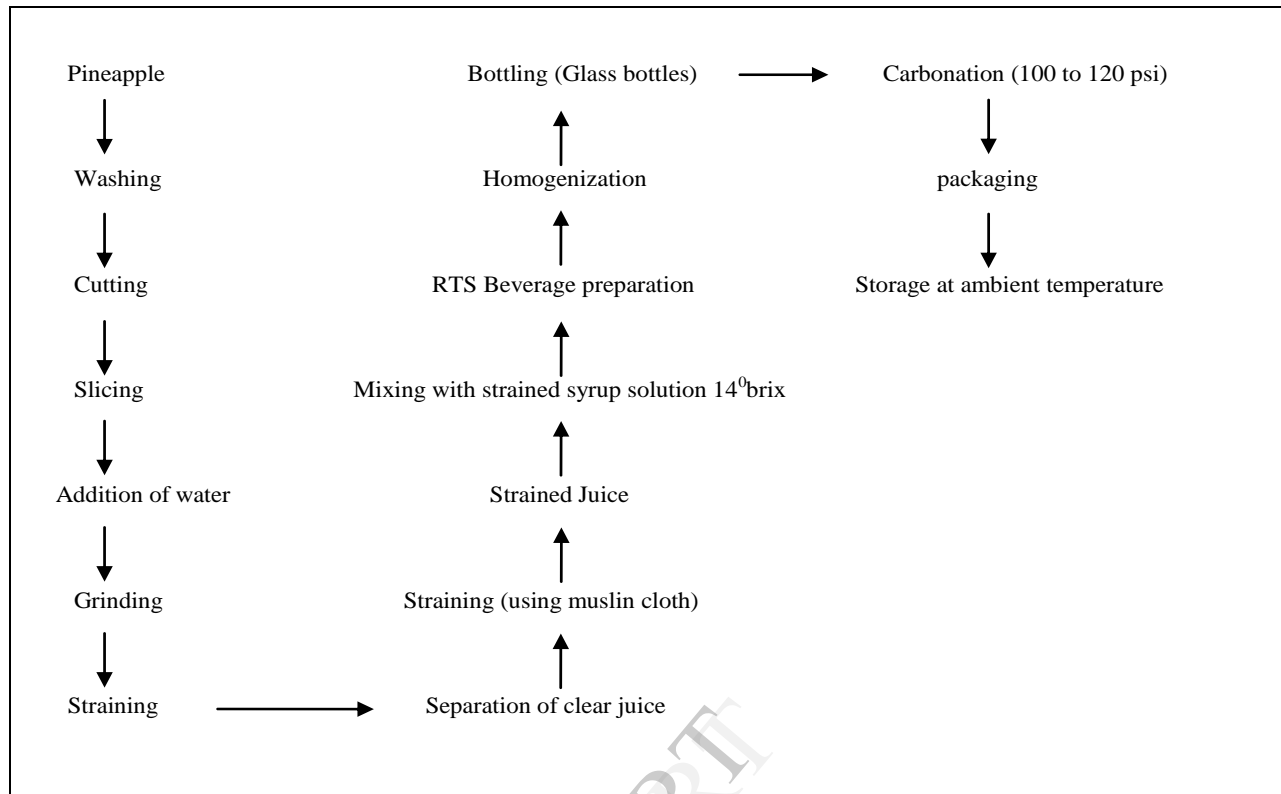 Pineapple
Washing
Cutting
Slicing
Addition of water
Grinding
Straining
Separation of clear juice
Straining (using muslin cloth)
Strained Juice
Mixing with strained syrup solution 14⁰brix
RTS Beverage preparation
Homogenization
Bottling (Glass bottles)
Carbonation (100 to 120 psi)
packaging
Storage at ambient temperature